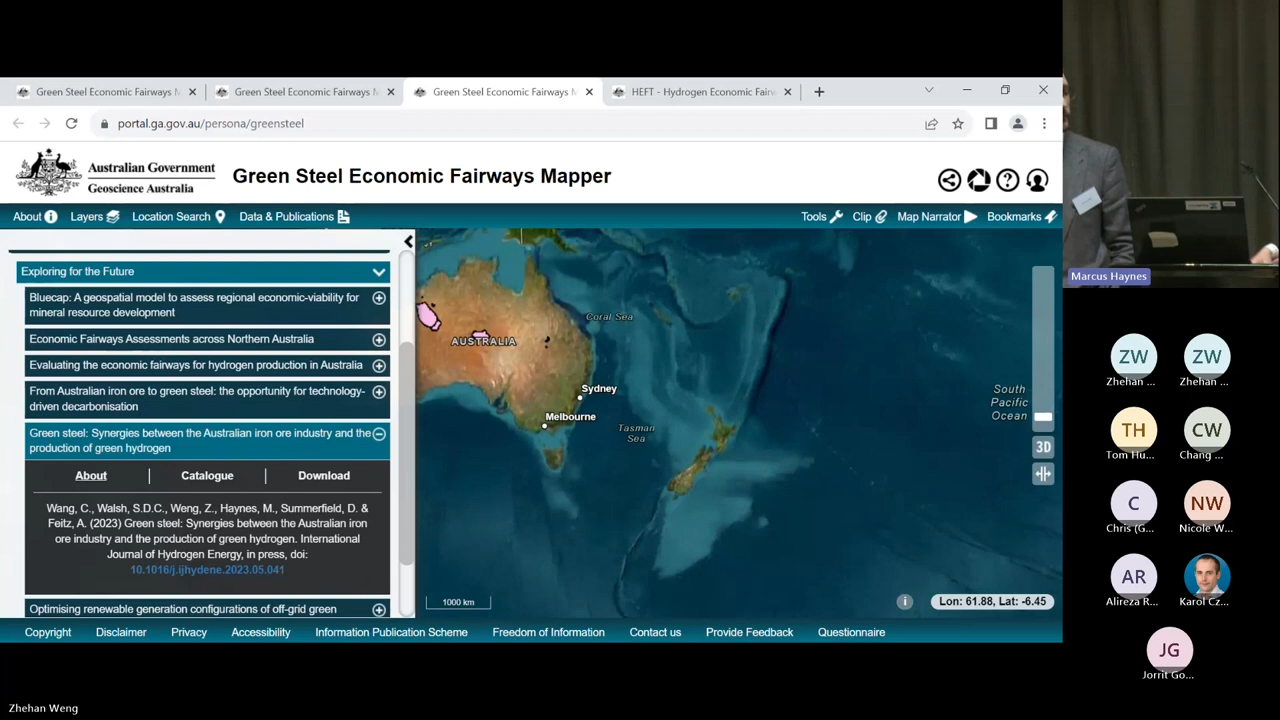 Green Steel Economic Fairways M
Green Steel Economic Fairways M
Green Steel Economic Fairways M
HEFT - Hydrogen Economic Fairw
portal.ga.gov.au/persona/greensteel
Australian Government
Geoscience Australia
Green Steel Economic Fairways Mapper
About
Layers
Location Search
Data & Publications
Tools
Clip
Map Narrator
Bookmarks
Exploring for the Future
Bluecap: A geospatial model to assess regional economic-viability for
mineral resource development
Economic Fairways Assessments across Northern Australia
Evaluating the economic fairways for hydrogen production in Australia
From Australian iron ore to green steel: the opportunity for technology-
driven decarbonisation
Green steel: Synergies between the Australian iron ore industry and the
production of green hydrogen
About
Catalogue
Download
Wang, C., Walsh, S.D.C., Weng, Z., Haynes, M., Summerfield, D. &
Feitz, A. (2023) Green steel: Synergies between the Australian iron
ore industry and the production of green hydrogen. International
Journal of Hydrogen Energy, in press, doi:
10.1016/j.ijhydene.2023.05.041
Optimising renewable generation configurations of off-grid green
Coral Sea
AUSTRALIA
Sydney
Melbourne
Tasman
Sea
South
Pacific
Ocean
3D
1000 km
i
Lon: 61.88, Lat: -6.45
Copyright
Disclaimer
Privacy
Accessibility
Information Publication Scheme
Freedom of Information
Contact us
Provide Feedback
Questionnaire
Zhehan Weng
Marcus Haynes
ZW
Zhehan ...
ZW
Zhehan ...
TH
Tom Hu...
CW
Chang ...
C
Chris (G...
NW
Nicole W...
AR
Alireza R...
Karol Cz...
JG
Jorrit Go...